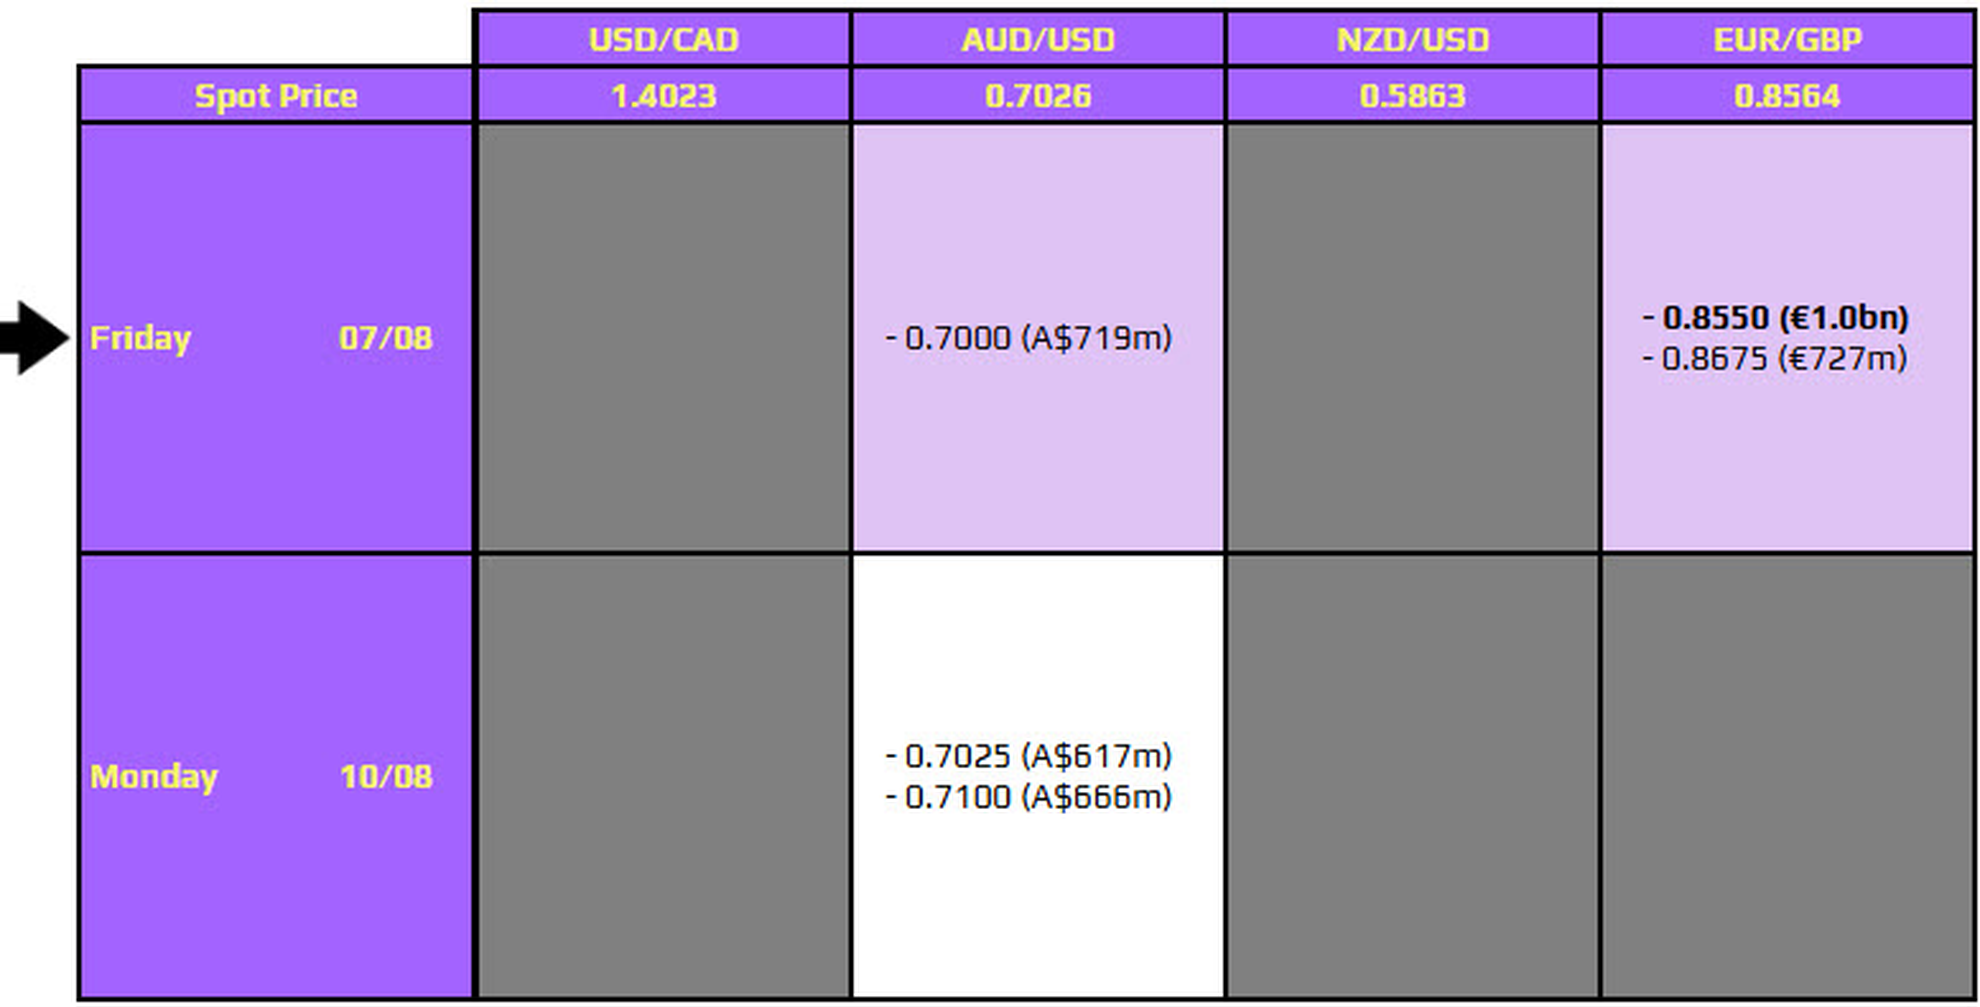 USD/CAD AUD/USD NZD/USD EUR/GBP
Spot Price 1.4023 0.7026 0.5863 0.8564
Friday 07/08
- 0.7000 (A$719m)
- 0.8550 (€1.0bn)
- 0.8675 (€727m)
Monday 10/08
- 0.7025 (A$617m)
- 0.7100 (A$666m)